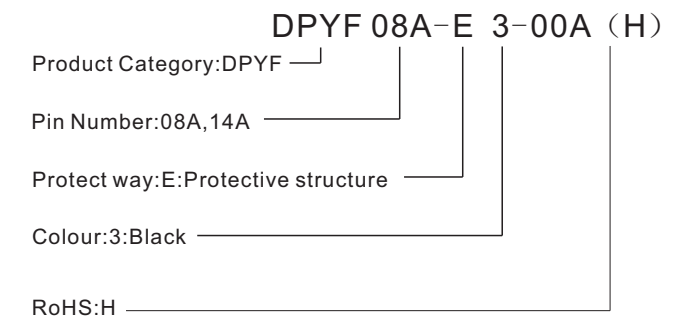 DPYF 08A-E 3-00A（H）
Product Category:DPYF
Pin Number:08A,14A
Protect way:E:Protective structure
Colour:3:Black
RoHS:H